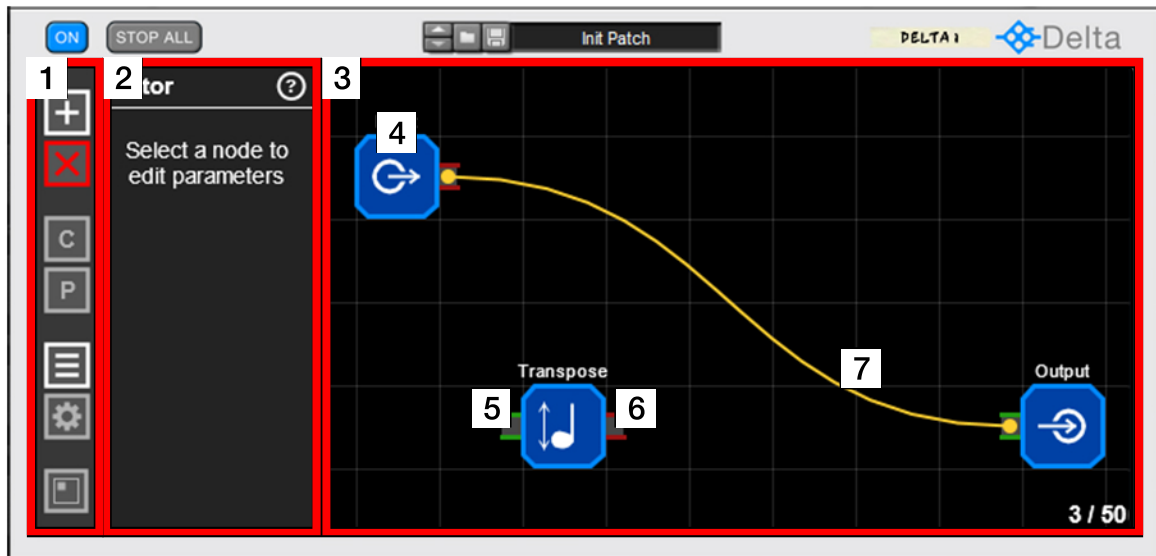 ON
STOP ALL
Init Patch
DELTA 1
Delta
1
2
tor
3
4
Select a node to
edit parameters
C
P
Transpose
7
Output
5
6
3 / 50